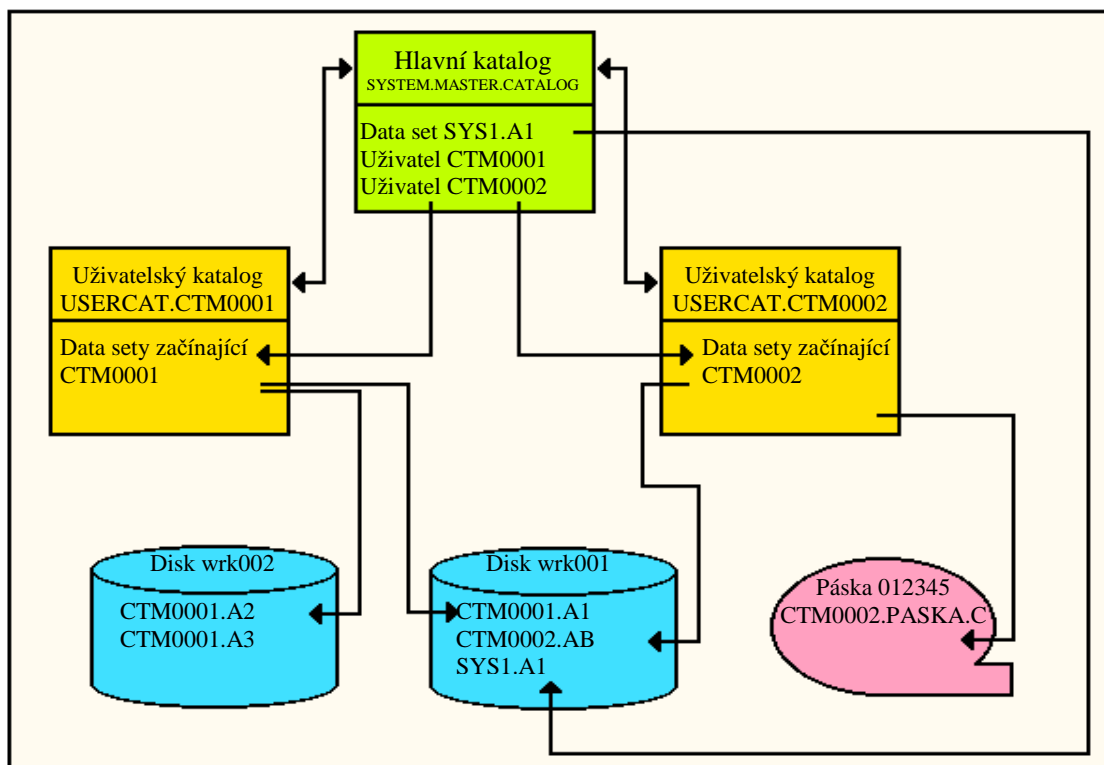 Hlavní katalog
SYSTEM.MASTER.CATALOG
Data set SYS1.A1
Uživatel CTM0001
Uživatel CTM0002
Uživatelský katalog
USERCAT.CTM0001
Data sety začínající
CTM0001
Uživatelský katalog
USERCAT.CTM0002
Data sety začínající
CTM0002
Disk wrk002
CTM0001.A2
CTM0001.A3
Disk wrk001
CTM0001.A1
CTM0002.AB
SYS1.A1
Páska 012345
CTM0002.PASKA.C